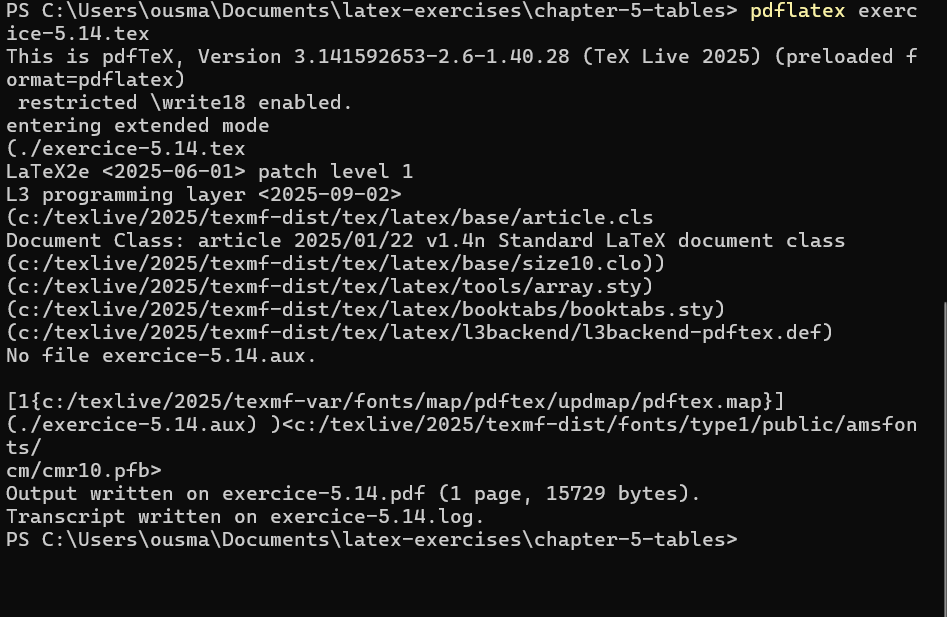 PS C:\Users\ousma\Documents\latex-exercises\chapter-5-tables> pdflatex exerc
ice-5.14.tex
This is pdfTeX, Version 3.141592653-2.6-1.40.28 (TeX Live 2025) (preloaded f
ormat=pdflatex)
 restricted \write18 enabled.
entering extended mode
(./exercice-5.14.tex
LaTeX2e <2025-06-01> patch level 1
L3 programming layer <2025-09-02>
(c:/texlive/2025/texmf-dist/tex/latex/base/article.cls
Document Class: article 2025/01/22 v1.4n Standard LaTeX document class
(c:/texlive/2025/texmf-dist/tex/latex/base/size10.clo))
(c:/texlive/2025/texmf-dist/tex/latex/tools/array.sty)
(c:/texlive/2025/texmf-dist/tex/latex/booktabs/booktabs.sty)
(c:/texlive/2025/texmf-dist/tex/latex/l3backend/l3backend-pdftex.def)
No file exercice-5.14.aux.

[1{c:/texlive/2025/texmf-var/fonts/map/pdftex/updmap/pdftex.map}]
(./exercice-5.14.aux) )<c:/texlive/2025/texmf-dist/fonts/type1/public/amsfon
ts/
cm/cmr10.pfb>
Output written on exercice-5.14.pdf (1 page, 15729 bytes).
Transcript written on exercice-5.14.log.
PS C:\Users\ousma\Documents\latex-exercises\chapter-5-tables>